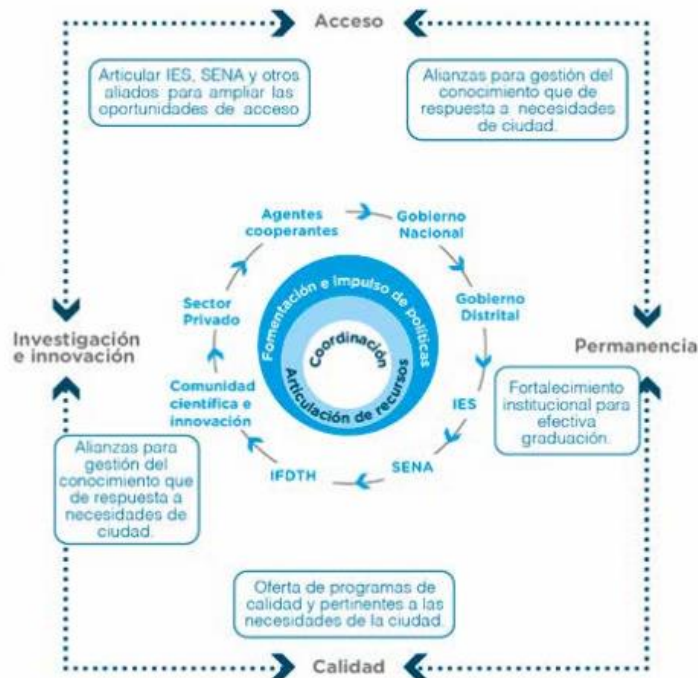 Acceso
Articular IES, SENA y otros
aliados para ampliar las
oportunidades de acceso
Alianzas para gestión del
conocimiento que de
respuesta a necesidades
de ciudad.
Agentes
cooperantes
Gobierno
Nacional
Sector
Privado
Gobierno
Distrital
Fomentación e Impulso de políticas
Coordinación
Articulación de recursos
Investigación
e innovación
Permanencia
Comunidad
científica e
innovación
IES
Fortalecimiento
institucional para
efectiva
graduación.
Alianzas para
gestión del
conocimiento que
de respuesta a
necesidades de
ciudad.
IFDTH
SENA
Oferta de programas de
calidad y pertinentes a las
necesidades de la ciudad.
Calidad